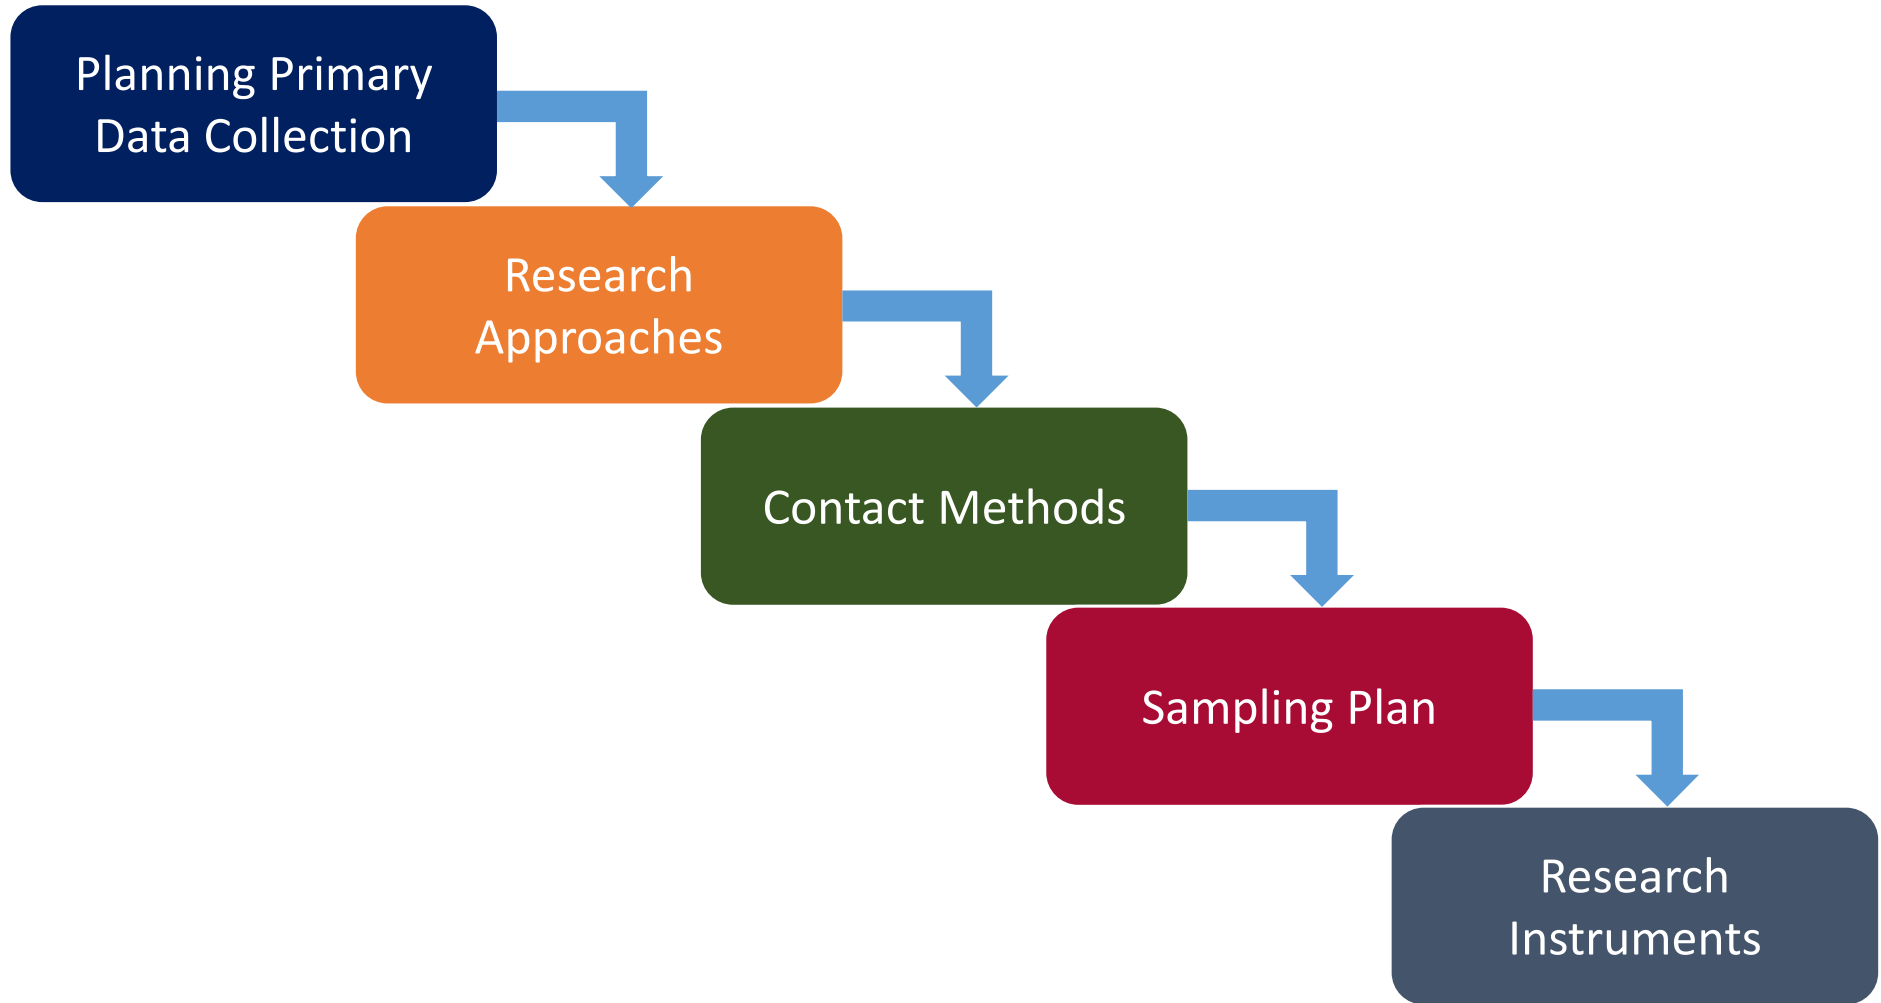 Planning Primary
Data Collection
Research
Approaches
Contact Methods
Sampling Plan
Research
Instruments